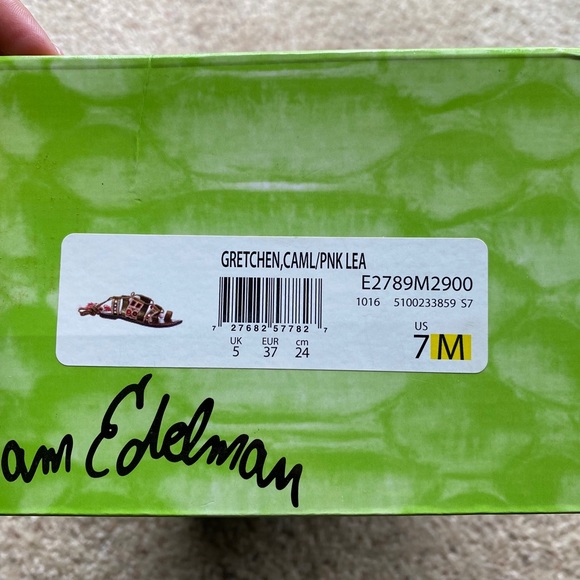 GRETCHEN,CAML/PNK LEA
E2789M2900
1016 5100233859 S7
7 27682 57782 7
UK EUR cm
5 37 24
US
7 M
am Edelman